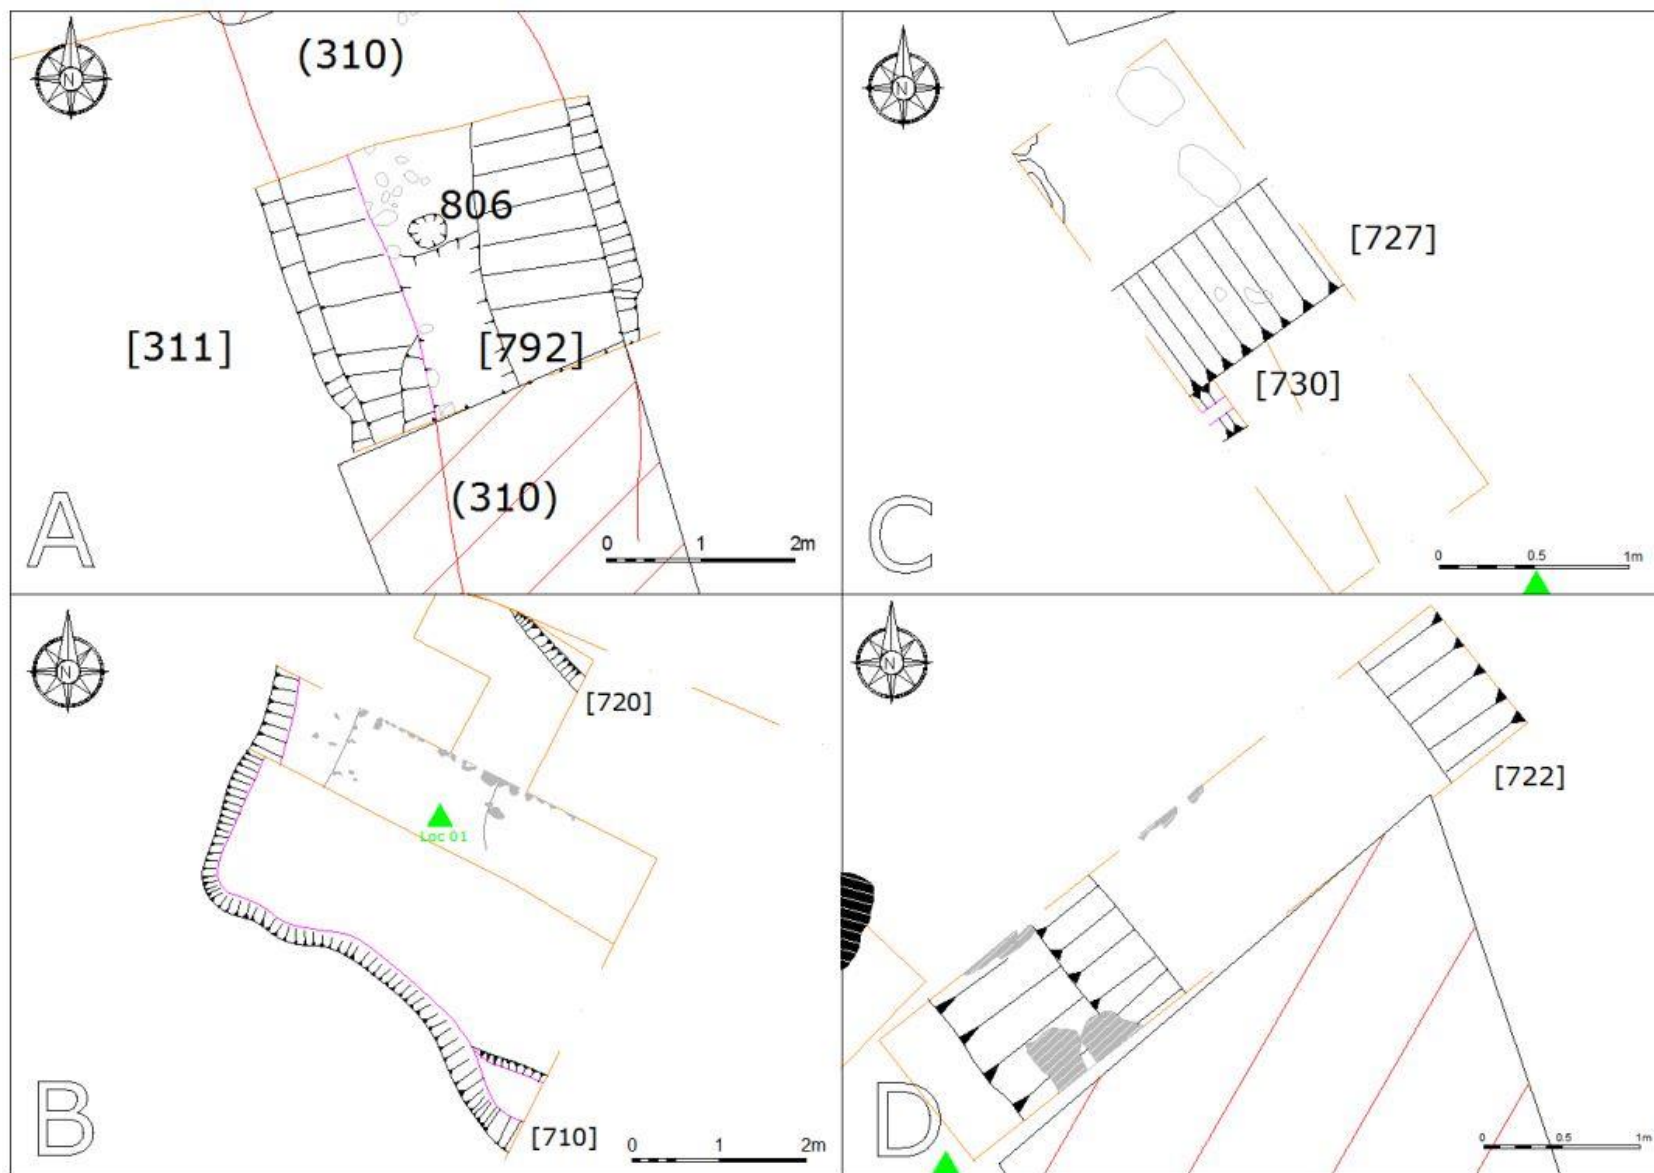 N
(310)
806
[311]
[792]
(310)
0 1 2m
A
N
[727]
[730]
0 0.5 1m
C
N
[720]
Loc 01
[710]
0 1 2m
B
N
[722]
0 0.5 1m
D